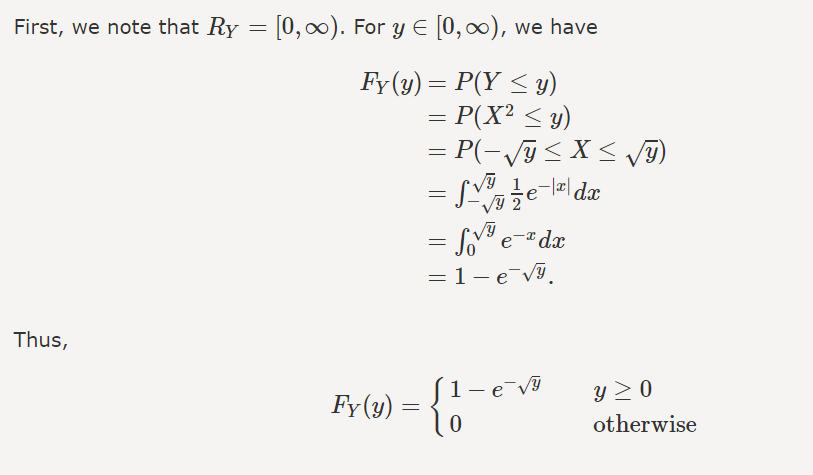 First, we note that R_Y = [0, ∞). For y ∈ [0, ∞), we have
F_Y(y) = P(Y ≤ y)
= P(X² ≤ y)
= P(−√y ≤ X ≤ √y)
= ∫_{−√y}^{√y} ½ e^{−|x|} dx
= ∫_0^{√y} e^{−x} dx
= 1 − e^{−√y}.
Thus,
F_Y(y) = { 1 − e^{−√y}    y ≥ 0
0    otherwise